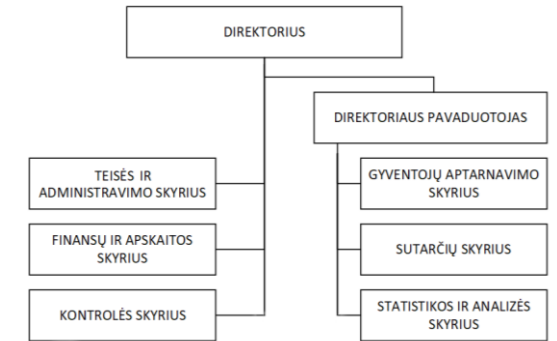 DIREKTORIUS
DIREKTORIAUS PAVADUOTOJAS
TEISĖS IR
ADMINISTRAVIMO SKYRIUS
FINANSŲ IR APSKAITOS
SKYRIUS
KONTROLĖS SKYRIUS
GYVENTOJŲ APTARNAVIMO
SKYRIUS
SUTARČIŲ SKYRIUS
STATISTIKOS IR ANALIZĖS
SKYRIUS